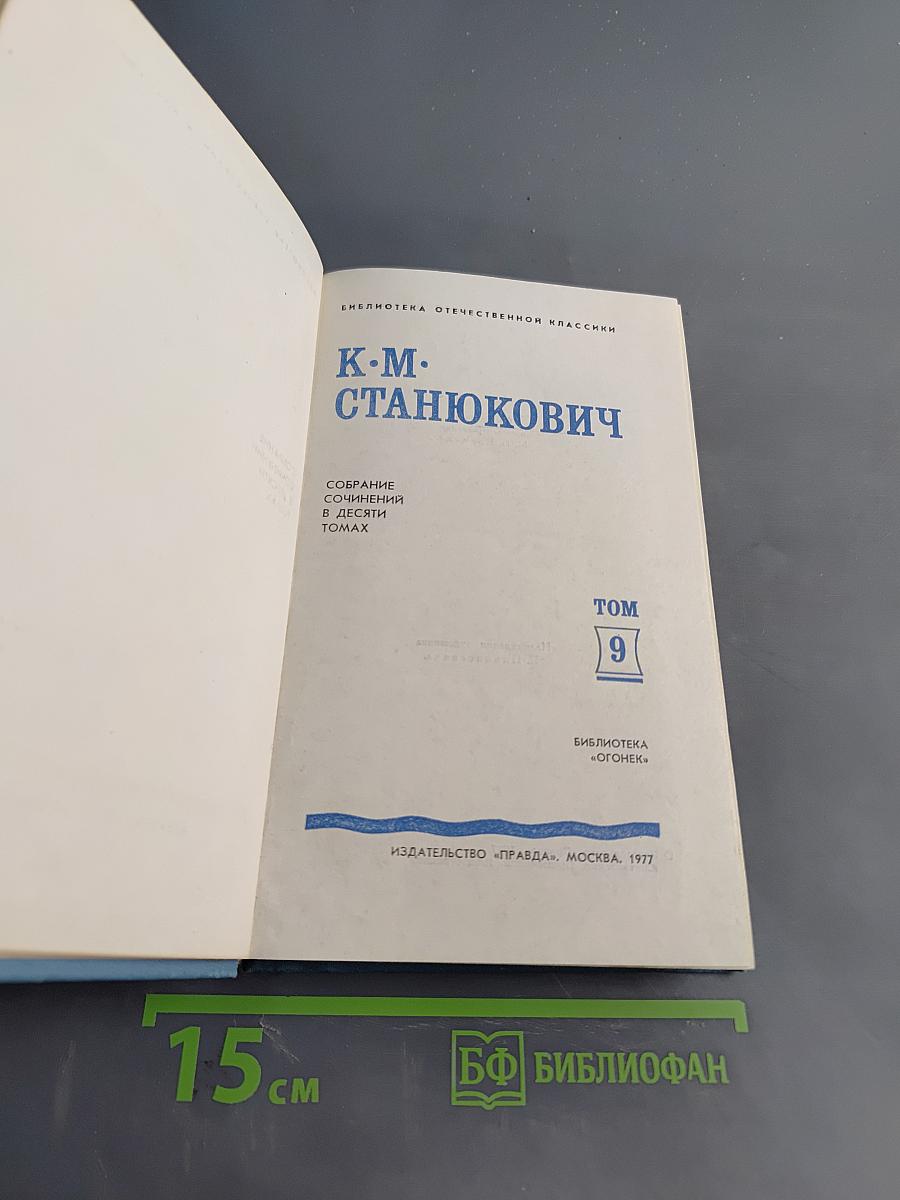 БИБЛИОТЕКА ОТЕЧЕСТВЕННОЙ КЛАССИКИ
К·М·
СТАНЮКОВИЧ
СОБРАНИЕ
СОЧИНЕНИЙ
В ДЕСЯТИ
ТОМАХ
ТОМ
9
БИБЛИОТЕКА
«ОГОНЕК»
ИЗДАТЕЛЬСТВО «ПРАВДА», МОСКВА, 1977
15 см
БФ БИБЛИОФАН